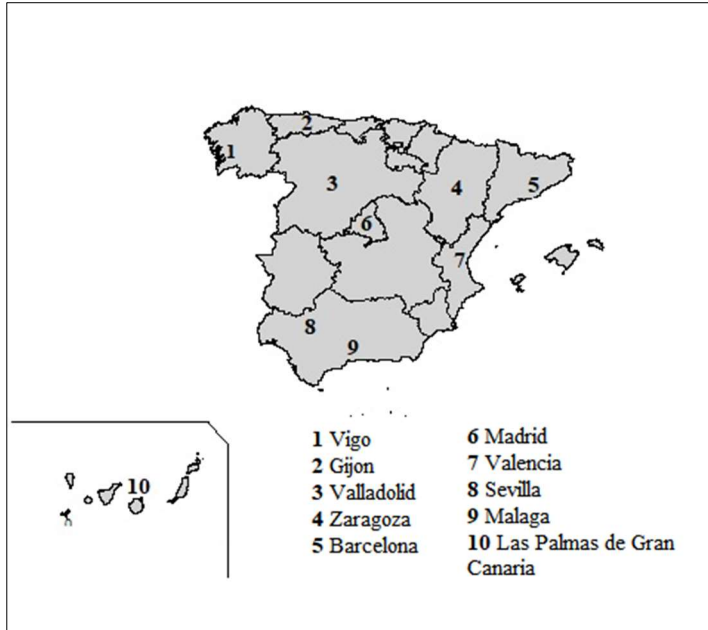 2
1
3
4
5
6
7
8
9
10
1 Vigo
2 Gijon
3 Valladolid
4 Zaragoza
5 Barcelona
6 Madrid
7 Valencia
8 Sevilla
9 Malaga
10 Las Palmas de Gran
Canaria